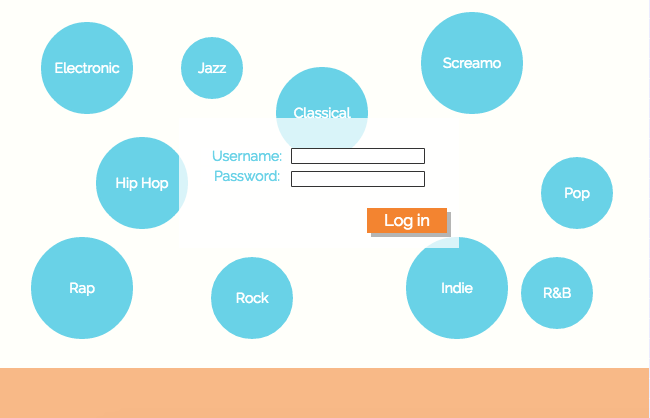 Electronic
Jazz
Screamo
Classical
Username:
Password:
Hip Hop
Pop
Log in
Rap
Rock
Indie
R&B